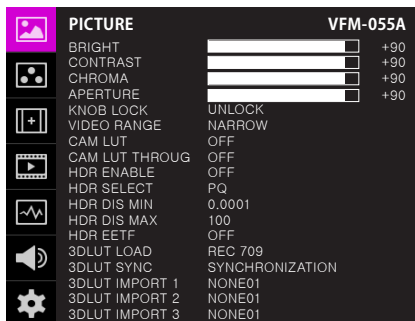 PICTURE VFM-055A
BRIGHT +90
CONTRAST +90
CHROMA +90
APERTURE +90
KNOB LOCK UNLOCK
VIDEO RANGE NARROW
CAM LUT OFF
CAM LUT THROUG OFF
HDR ENABLE OFF
HDR SELECT PQ
HDR DIS MIN 0.0001
HDR DIS MAX 100
HDR EETF OFF
3DLUT LOAD REC 709
3DLUT SYNC SYNCHRONIZATION
3DLUT IMPORT 1 NONE01
3DLUT IMPORT 2 NONE01
3DLUT IMPORT 3 NONE01